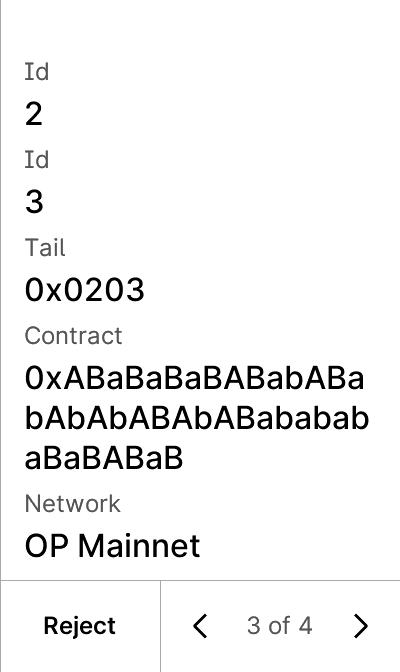 Id
2
Id
3
Tail
0x0203
Contract
0xABaBaBaBABabABa
bAbAbABAbABababab
aBaBABaB
Network
OP Mainnet
Reject
3 of 4